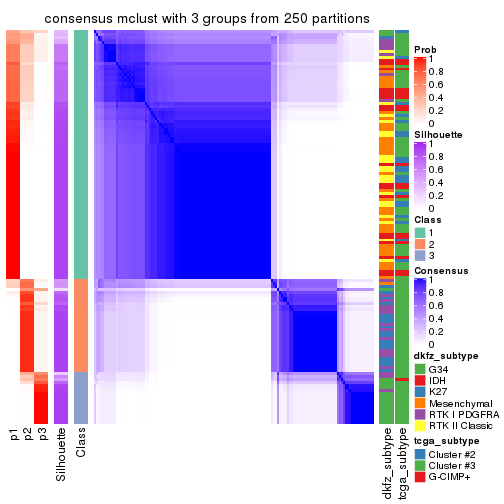 consensus mclust with 3 groups from 250 partitions
Prob
1
0.8
0.6
0.4
0.2
0
Silhouette
1
0.8
0.6
0.4
0.2
0
Class
1
2
3
Consensus
1
0.8
0.6
0.4
0.2
0
dkfz_subtype
G34
IDH
K27
Mesenchymal
RTK I PDGFRA
RTK II Classic
tcga_subtype
Cluster #2
Cluster #3
G-CIMP+
p1
p2
p3
Silhouette
Class
dkfz_subtype
tcga_subtype